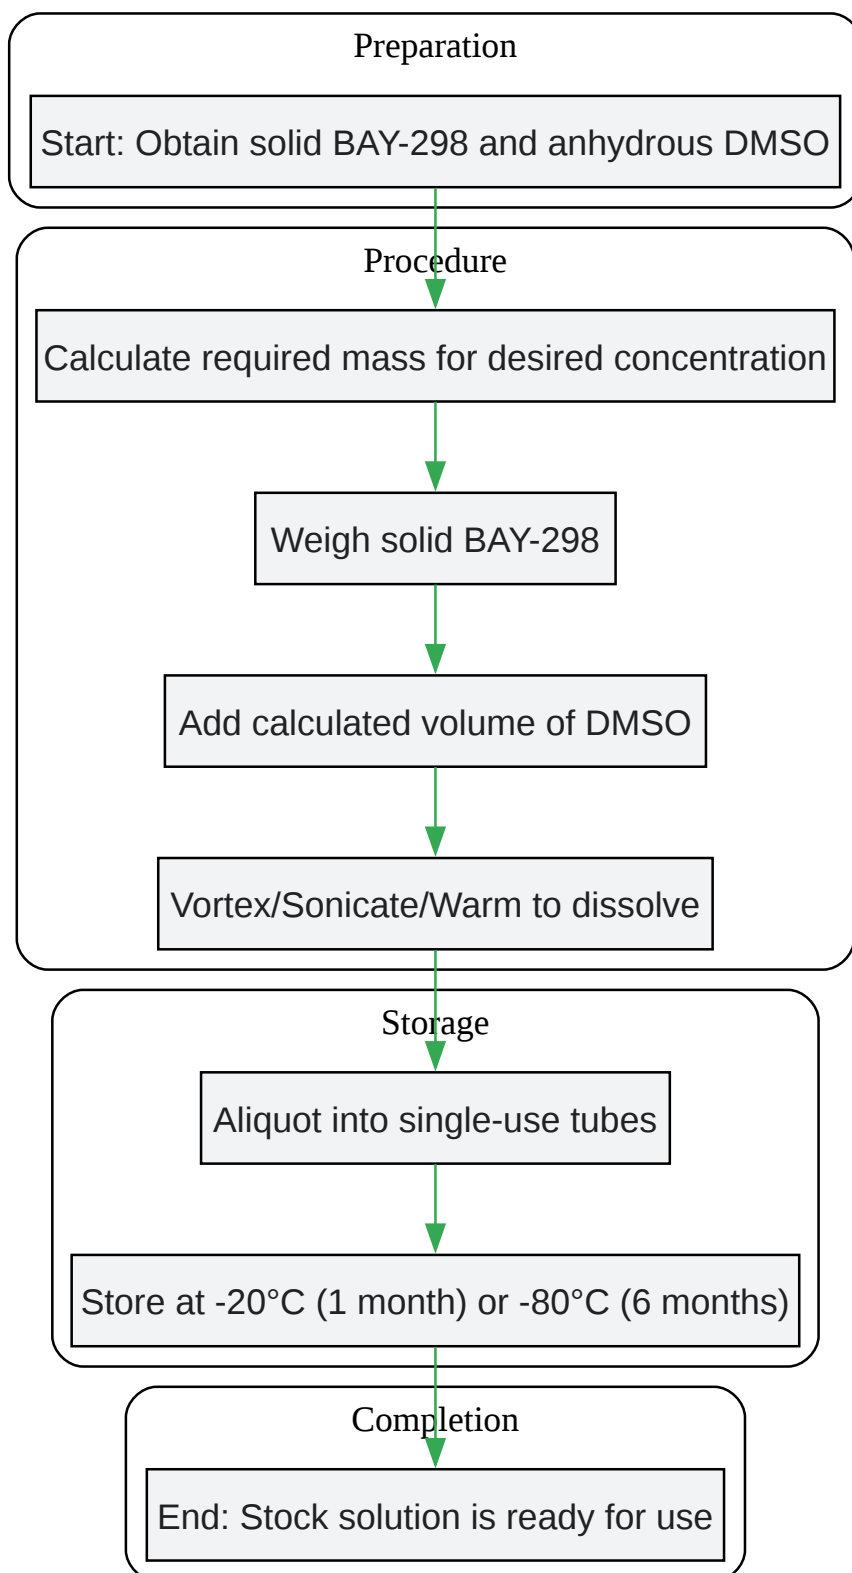 Preparation
Start: Obtain solid BAY-298 and anhydrous DMSO
Procedure
Calculate required mass for desired concentration
Weigh solid BAY-298
Add calculated volume of DMSO
Vortex/Sonicate/Warm to dissolve
Storage
Aliquot into single-use tubes
Store at -20°C (1 month) or -80°C (6 months)
Completion
End: Stock solution is ready for use